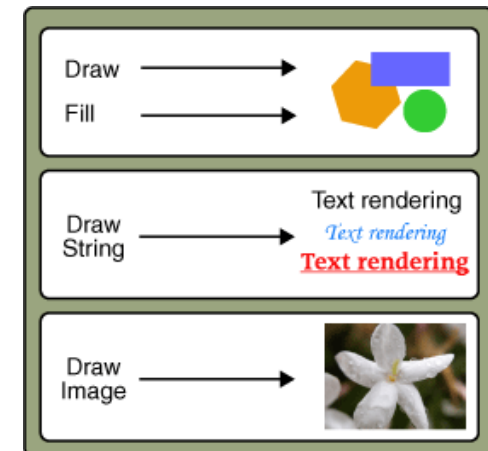 Draw
Fill
Draw
String
Text rendering
Text rendering
Text rendering
Draw
Image